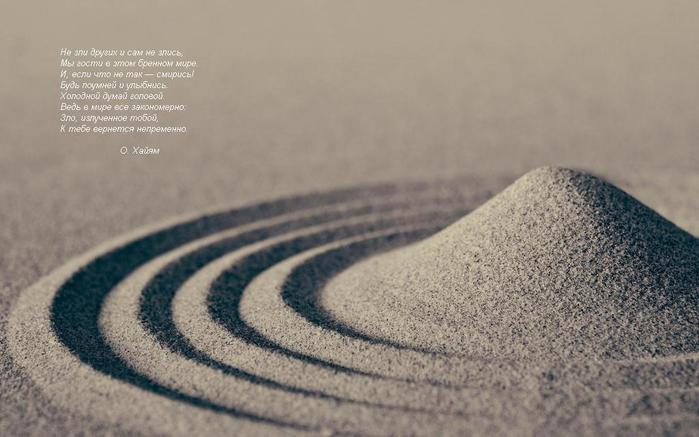 Не зли других и сам не злись,
Мы гости в этом бренном мире.
И, если что не так — смирись!
Будь поумней и улыбнись.
Холодной думай головой.
Ведь в мире все закономерно:
Зло, излученное тобой,
К тебе вернется непременно.
О. Хайям